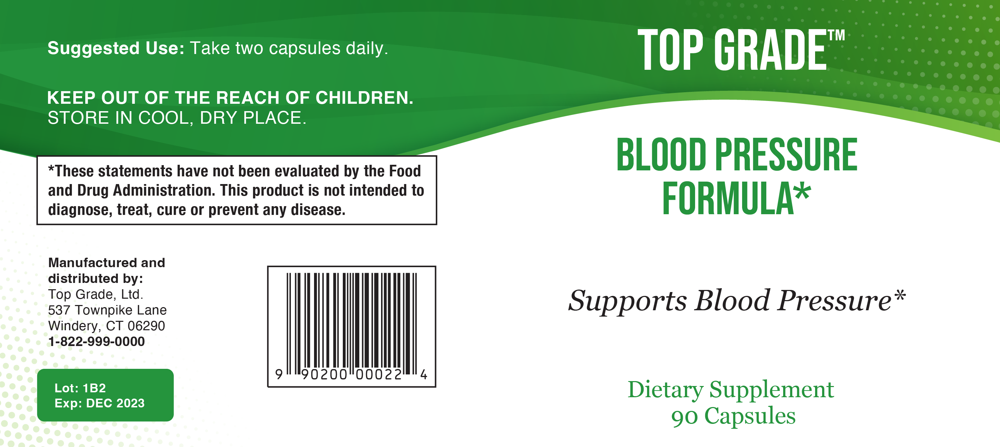 Suggested Use: Take two capsules daily.
KEEP OUT OF THE REACH OF CHILDREN.
STORE IN COOL, DRY PLACE.
*These statements have not been evaluated by the Food
and Drug Administration. This product is not intended to
diagnose, treat, cure or prevent any disease.
Manufactured and
distributed by:
Top Grade, Ltd.
537 Townpike Lane
Windery, CT 06290
1-822-999-0000
Lot: 1B2
Exp: DEC 2023
9 90200 00022 4
TOP GRADE™
BLOOD PRESSURE
FORMULA*
Supports Blood Pressure*
Dietary Supplement
90 Capsules